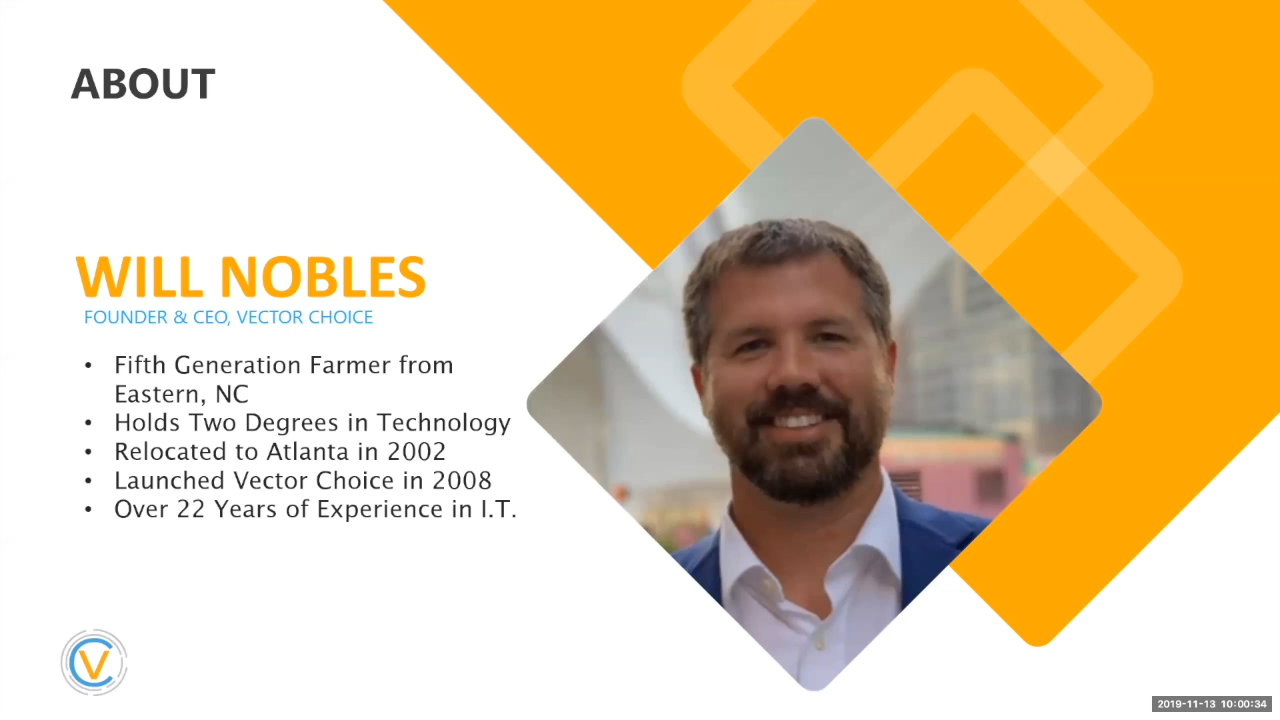 ABOUT
WILL NOBLES
FOUNDER & CEO, VECTOR CHOICE
• Fifth Generation Farmer from
Eastern, NC
• Holds Two Degrees in Technology
• Relocated to Atlanta in 2002
• Launched Vector Choice in 2008
• Over 22 Years of Experience in I.T.
CV
2019-11-13 10:00:34